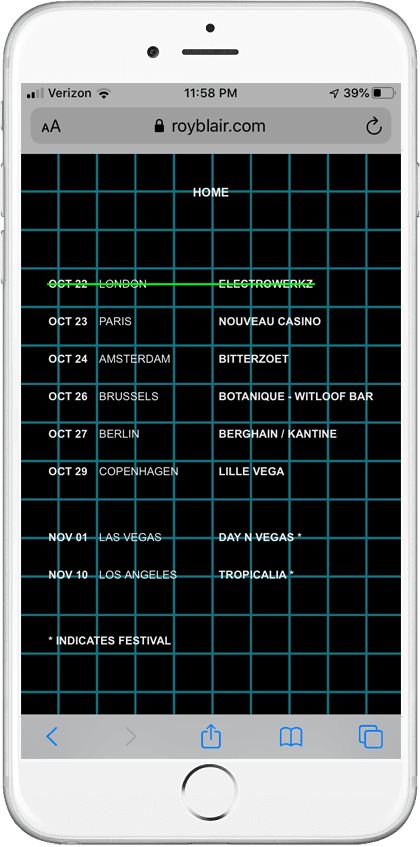 Verizon 11:58 PM 39%
AA royblair.com
HOME
OCT 22 LONDON ELECTROWERKZ
OCT 23 PARIS NOUVEAU CASINO
OCT 24 AMSTERDAM BITTERZOET
OCT 26 BRUSSELS BOTANIQUE - WITLOOF BAR
OCT 27 BERLIN BERGHAIN / KANTINE
OCT 29 COPENHAGEN LILLE VEGA
NOV 01 LAS VEGAS DAY N VEGAS *
NOV 10 LOS ANGELES TROPICALIA *
* INDICATES FESTIVAL